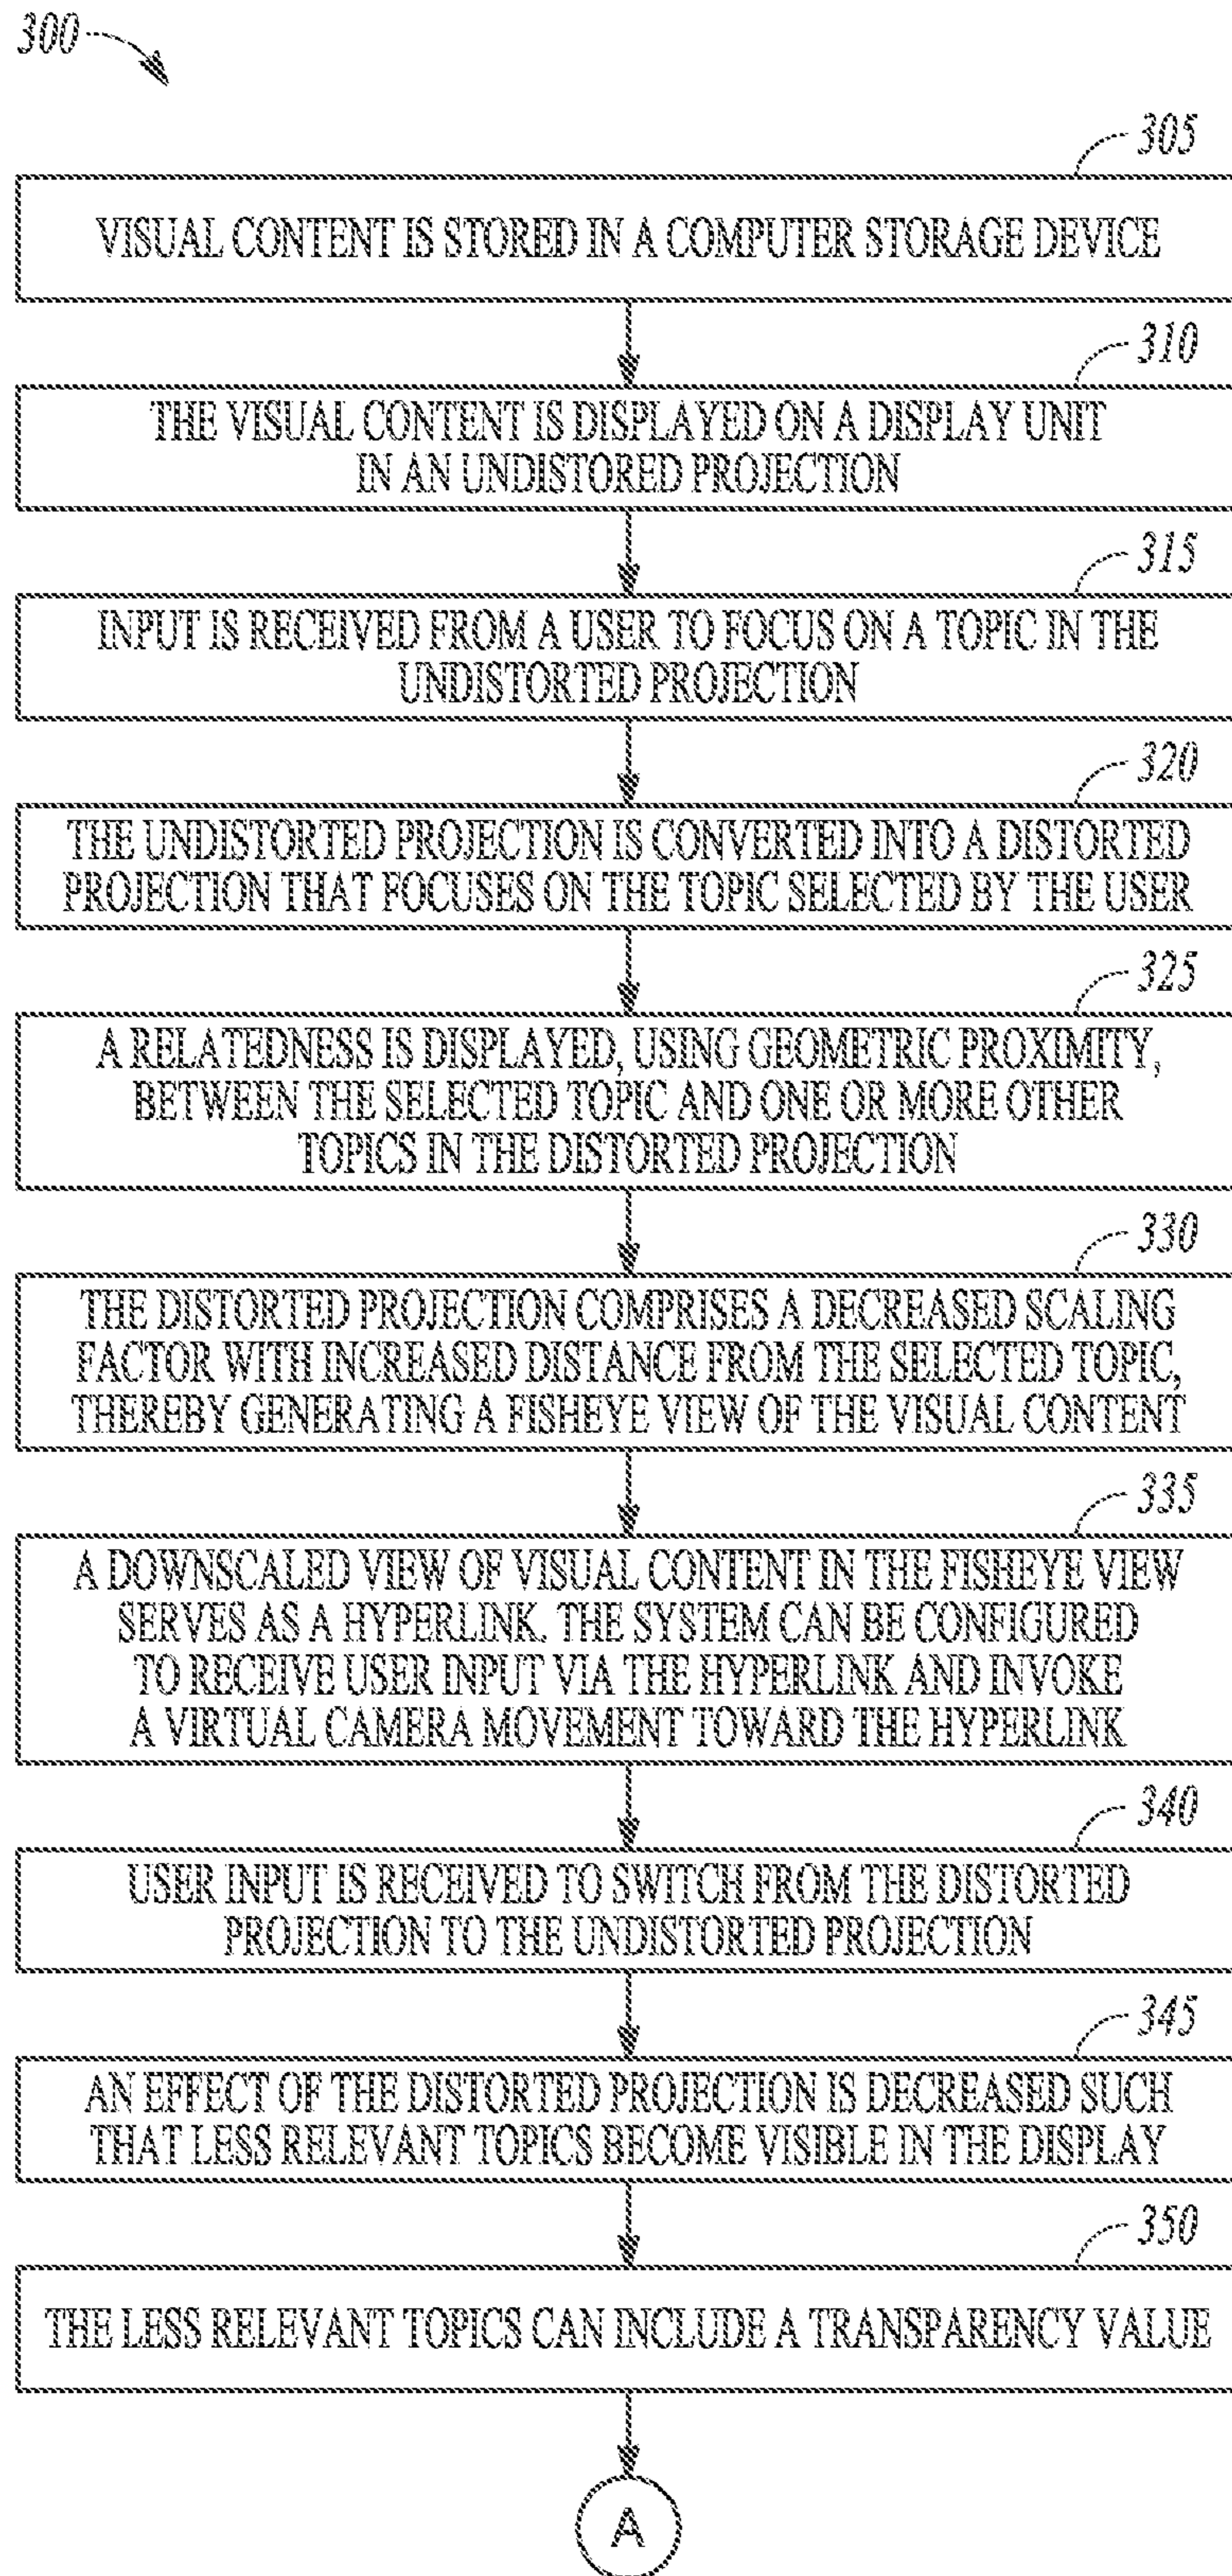 300
305
VISUAL CONTENT IS STORED IN A COMPUTER STORAGE DEVICE
310
THE VISUAL CONTENT IS DISPLAYED ON A DISPLAY UNIT
IN AN UNDISTORED PROJECTION
315
INPUT IS RECEIVED FROM A USER TO FOCUS ON A TOPIC IN THE
UNDISTORTED PROJECTION
320
THE UNDISTORTED PROJECTION IS CONVERTED INTO A DISTORTED
PROJECTION THAT FOCUSES ON THE TOPIC SELECTED BY THE USER
325
A RELATEDNESS IS DISPLAYED, USING GEOMETRIC PROXIMITY,
BETWEEN THE SELECTED TOPIC AND ONE OR MORE OTHER
TOPICS IN THE DISTORTED PROJECTION
330
THE DISTORTED PROJECTION COMPRISES A DECREASED SCALING
FACTOR WITH INCREASED DISTANCE FROM THE SELECTED TOPIC,
THEREBY GENERATING A FISHEYE VIEW OF THE VISUAL CONTENT
335
A DOWNSCALED VIEW OF VISUAL CONTENT IN THE FISHEYE VIEW
SERVES AS A HYPERLINK. THE SYSTEM CAN BE CONFIGURED
TO RECEIVE USER INPUT VIA THE HYPERLINK AND INVOKE
A VIRTUAL CAMERA MOVEMENT TOWARD THE HYPERLINK
340
USER INPUT IS RECEIVED TO SWITCH FROM THE DISTORTED
PROJECTION TO THE UNDISTORTED PROJECTION
345
AN EFFECT OF THE DISTORTED PROJECTION IS DECREASED SUCH
THAT LESS RELEVANT TOPICS BECOME VISIBLE IN THE DISPLAY
350
THE LESS RELEVANT TOPICS CAN INCLUDE A TRANSPARENCY VALUE
A